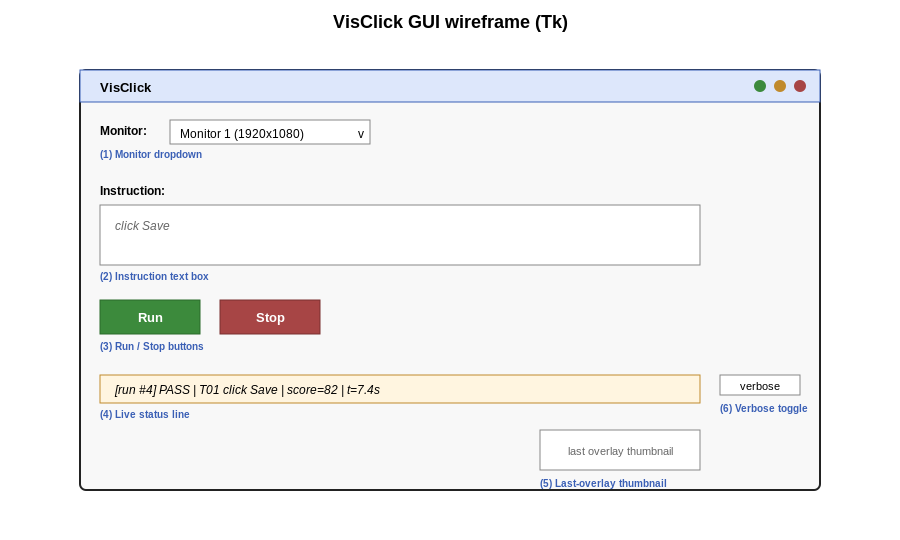 VisClick GUI wireframe (Tk)
VisClick
Monitor: Monitor 1 (1920x1080) v
(1) Monitor dropdown
Instruction:
click Save
(2) Instruction text box
Run Stop
(3) Run / Stop buttons
[run #4] PASS | T01 click Save | score=82 | t=7.4s verbose
(4) Live status line (6) Verbose toggle
last overlay thumbnail
(5) Last-overlay thumbnail